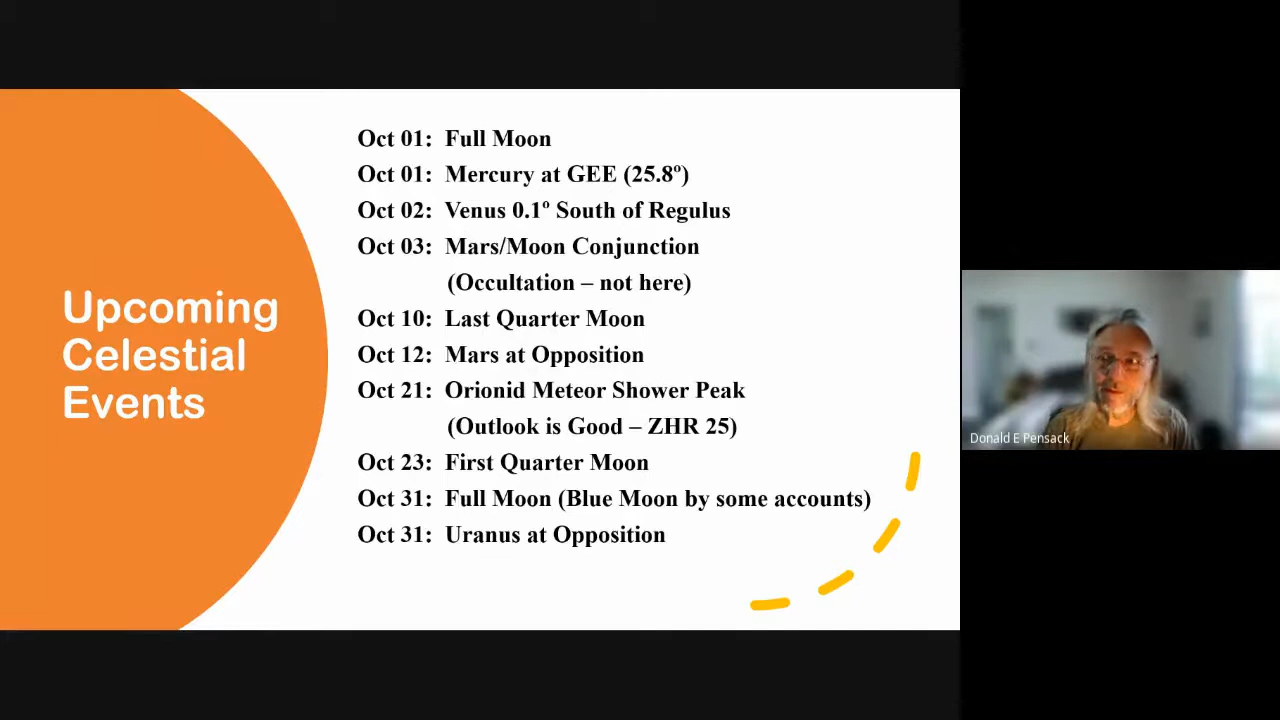 Upcoming
Celestial
Events
Oct 01: Full Moon
Oct 01: Mercury at GEE (25.8º)
Oct 02: Venus 0.1º South of Regulus
Oct 03: Mars/Moon Conjunction
(Occultation – not here)
Oct 10: Last Quarter Moon
Oct 12: Mars at Opposition
Oct 21: Orionid Meteor Shower Peak
(Outlook is Good – ZHR 25)
Oct 23: First Quarter Moon
Oct 31: Full Moon (Blue Moon by some accounts)
Oct 31: Uranus at Opposition
Donald E Pensack